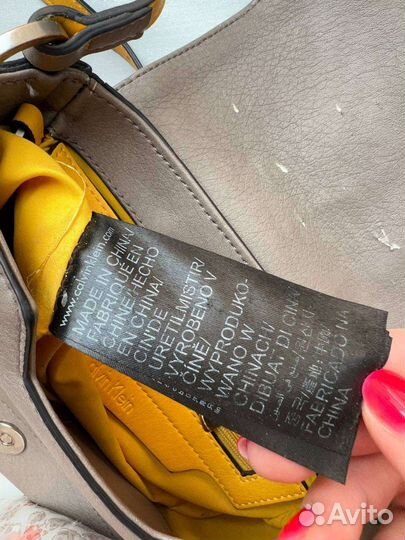 www.calvinklein.com
MADE IN CHINA/
FABRIQUE EN
CHINE/HECHO
EN CHINA/
CIN'DE
URETILMISTIR/
VYROBENO V
ČÍNĚ/
WYPRODUKO-
WANO W
CHINACH/
DIBUAT DI CINA/
FABRICADO NA
CHINA
Calvin Klein
Avito